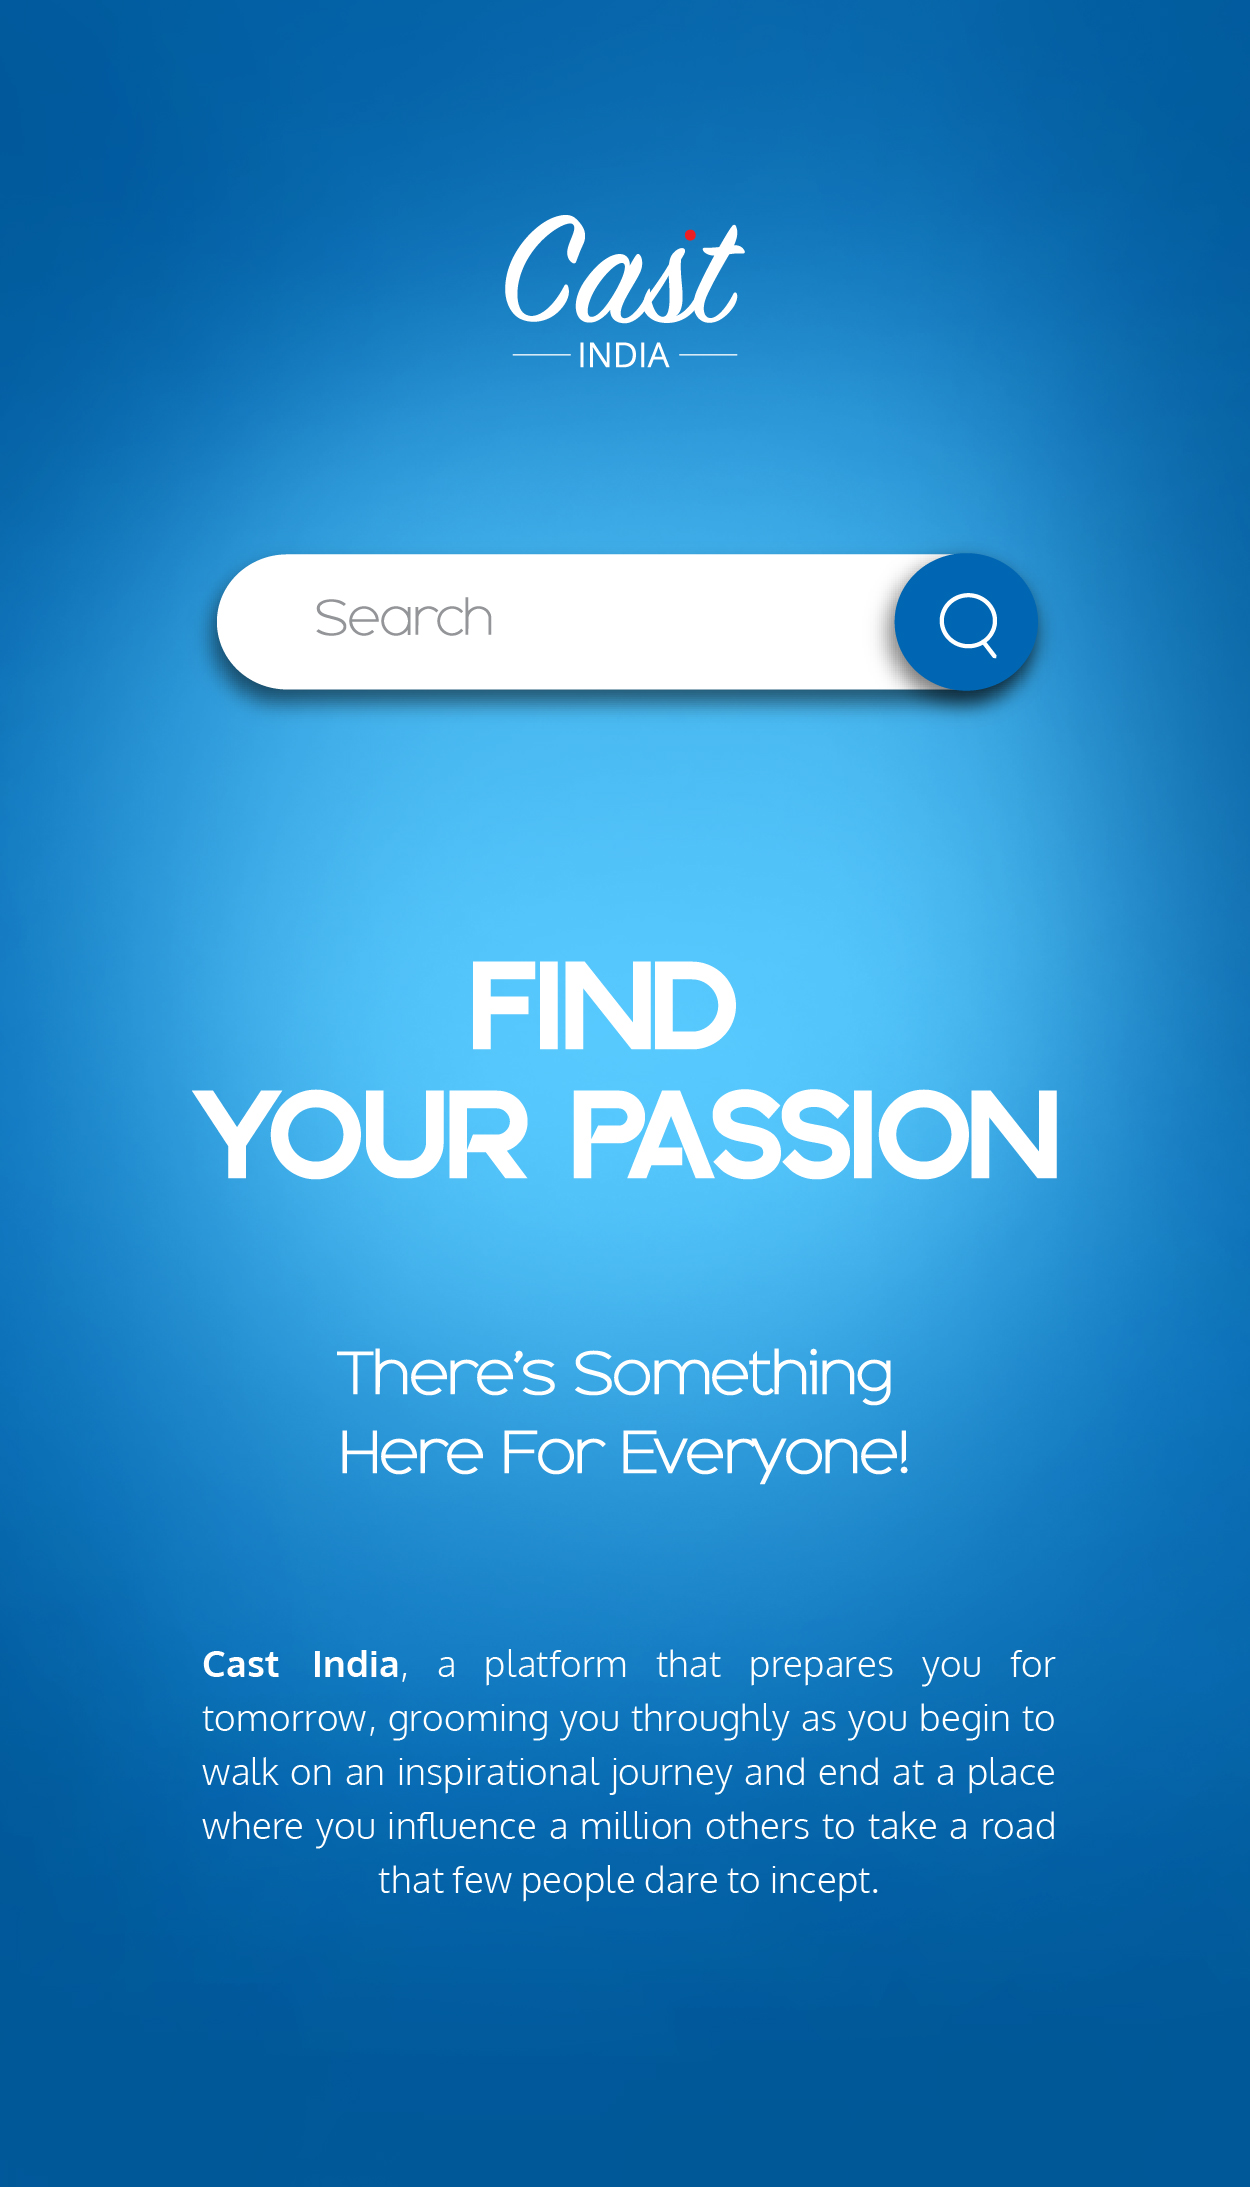 Cast
INDIA
Search
FIND
YOUR PASSION
There's Something
Here For Everyone!
Cast India, a platform that prepares you for
tomorrow, grooming you throughly as you begin to
walk on an inspirational journey and end at a place
where you influence a million others to take a road
that few people dare to incept.